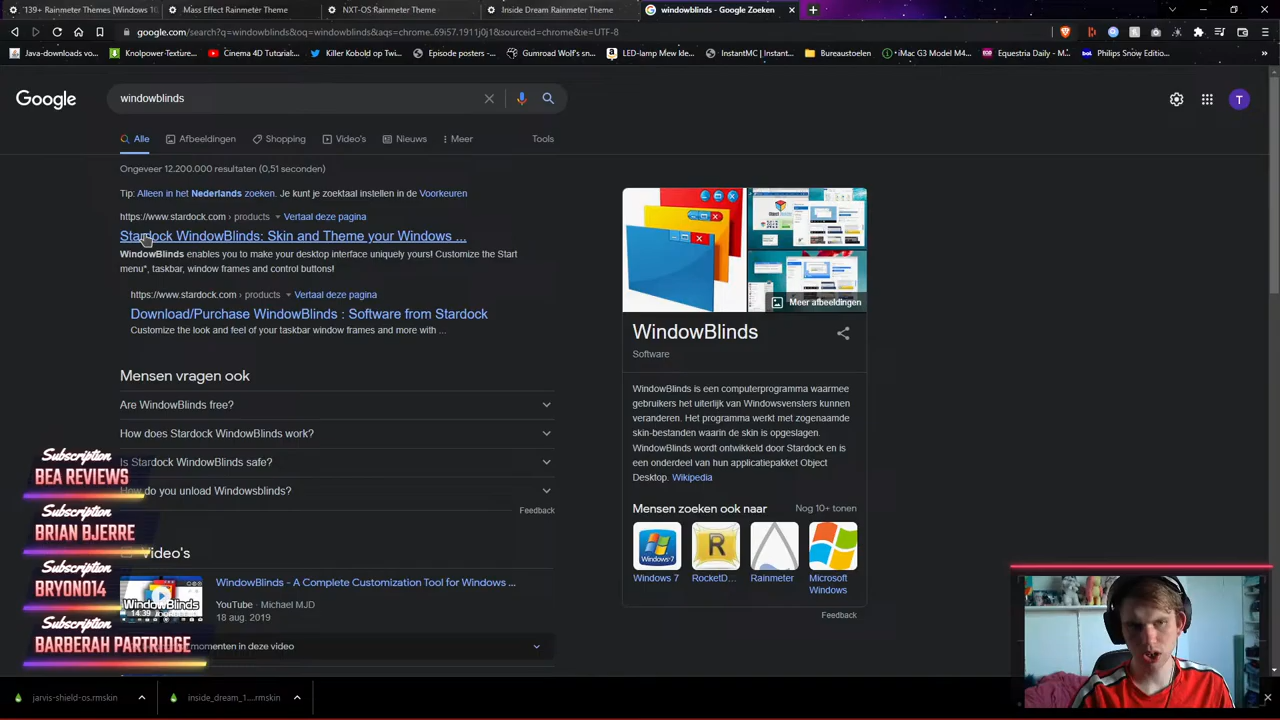 "139+ Rainmeter Themes [Windows 10
Mass Effect Rainmeter Theme
NXT-OS Rainmeter Theme
Inside Dream Rainmeter Theme
windowblinds - Google Zoeken
google.com/search?q=windowblinds&oq=windowblinds&aqs=chrome..69i57.1911j0j1&sourceid=chrome&ie=UTF-8
Java-downloads vo...
Knolpower-Texture...
Cinema 4D Tutorial:...
Killer Kobold op Twi...
Episode posters -...
Gumroad Wolf's sn...
LED-lamp Mew Ide...
InstantMC | Instant...
Bureaustoelen
iMac G3 Model M4...
Equestria Daily - M...
bol. Philips Snow Editio...
Google
windowblinds
T
Alle Afbeeldingen Shopping Video's Nieuws Meer Tools
Ongeveer 12.200.000 resultaten (0,51 seconden)
Tip: Alleen in het Nederlands zoeken. Je kunt je zoektaal instellen in de Voorkeuren
https://www.stardock.com › products Vertaal deze pagina
WindowBlinds: Skin and Theme your Windows ...
WindowBlinds enables you to make your desktop interface uniquely yours! Customize the Start
taskbar, window frames and control buttons!
https://www.stardock.com › products Vertaal deze pagina
Download/Purchase WindowBlinds : Software from Stardock
Customize the look and feel of your taskbar window frames and more with ...
Mensen vragen ook
Are WindowBlinds free?
How does Stardock WindowBlinds work?
Is Stardock WindowBlinds safe?
How do you unload Windowsblinds?
Feedback
Video's
WindowBlinds
14:39
WindowBlinds - A Complete Customization Tool for Windows ...
YouTube · Michael MJD
18 aug. 2019
momenten in deze video
Meer afbeeldingen
WindowBlinds
Software
WindowBlinds is een computerprogramma waarmee
gebruikers het uiterlijk van Windowsvensters kunnen
veranderen. Het programma werkt met zogenaamde
skin-bestanden waarin de skin is opgeslagen.
WindowBlinds wordt ontwikkeld door Stardock en is
een onderdeel van hun applicatiepakket Object
Desktop. Wikipedia
Mensen zoeken ook naar Nog 10+ tonen
Windows 7
R
Windows 7
RocketD...
Rainmeter
Microsoft
Windows
Feedback
Subscription
BEA REVIEWS
Subscription
BRIAN BJERRE
Subscription
BRYONO14
Subscription
BARBERAH PARTRIDGE
jarvis-shield-os.rmskin
inside_dream_1....rmskin